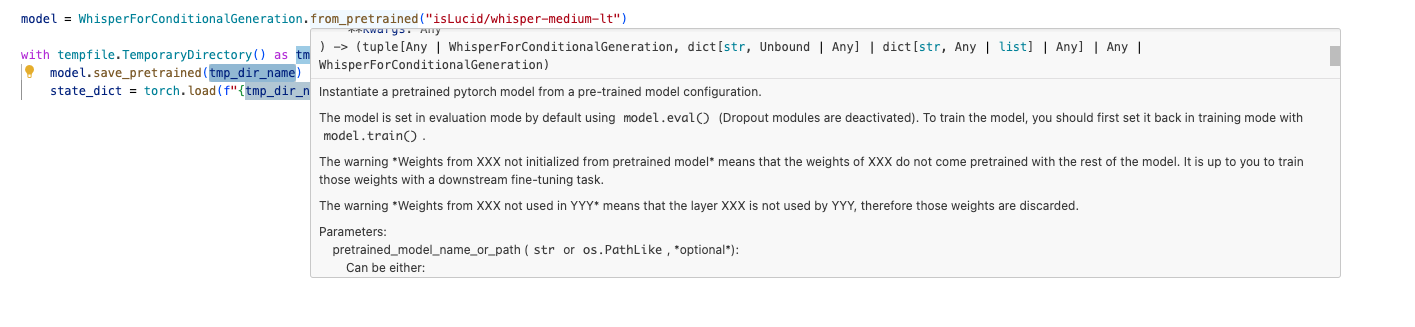 model = WhisperForConditionalGeneration.from_pretrained("isLucid/whisper-medium-lt")
with tempfile.TemporaryDirectory() as tm
model.save_pretrained(tmp_dir_name)
state_dict = torch.load(f"{tmp_dir_n
**kwargs: Any
) -> (tuple[Any | WhisperForConditionalGeneration, dict[str, Unbound | Any] | dict[str, Any | list] | Any] | Any |
WhisperForConditionalGeneration)
Instantiate a pretrained pytorch model from a pre-trained model configuration.
The model is set in evaluation mode by default using model.eval() (Dropout modules are deactivated). To train the model, you should first set it back in training mode with
model.train() .
The warning *Weights from XXX not initialized from pretrained model* means that the weights of XXX do not come pretrained with the rest of the model. It is up to you to train
those weights with a downstream fine-tuning task.
The warning *Weights from XXX not used in YYY* means that the layer XXX is not used by YYY, therefore those weights are discarded.
Parameters:
pretrained_model_name_or_path ( str or os.PathLike , *optional*):
Can be either: